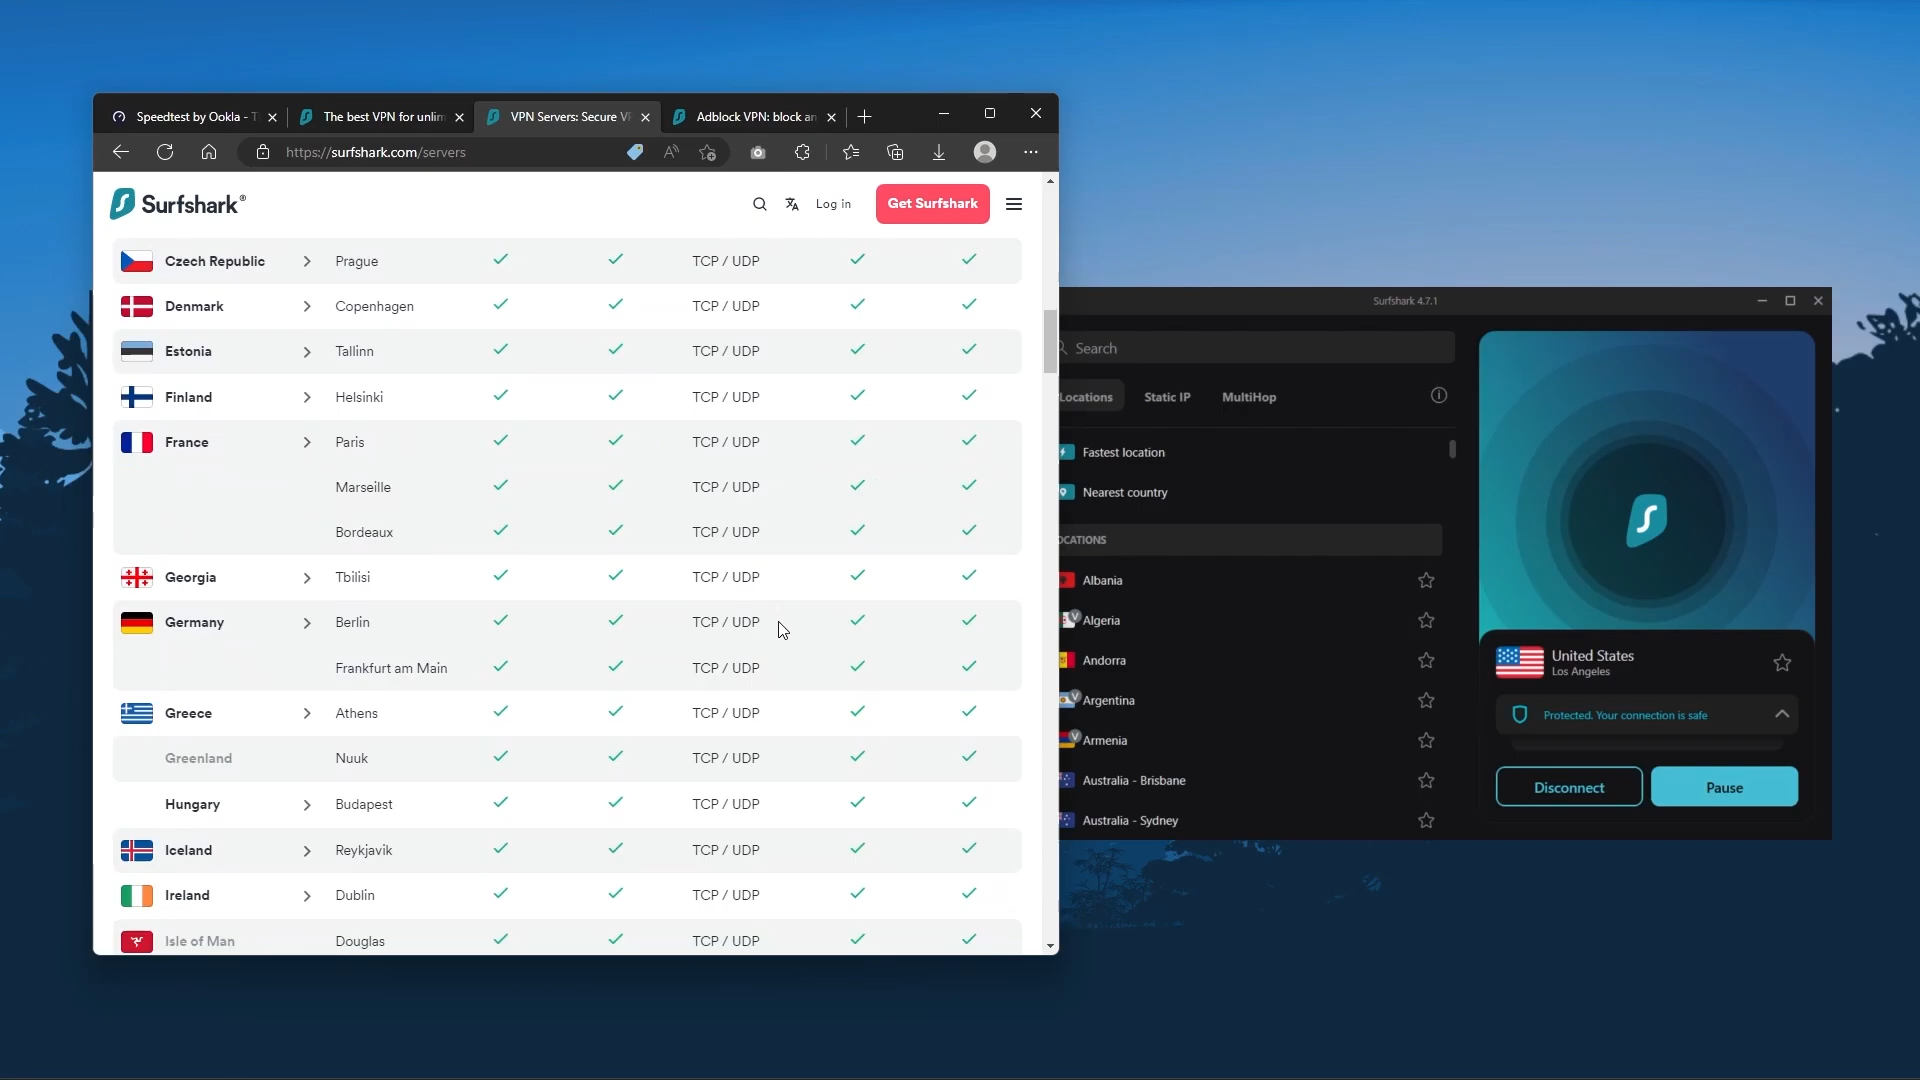 Speedtest by Ookla - T
The best VPN for unlim
VPN Servers: Secure V
Adblock VPN: block an
https://surfshark.com/servers
Surfshark®
Log in
Get Surfshark
Czech Republic Prague TCP / UDP
Denmark Copenhagen TCP / UDP
Estonia Tallinn TCP / UDP
Finland Helsinki TCP / UDP
France Paris TCP / UDP
Marseille TCP / UDP
Bordeaux TCP / UDP
Georgia Tbilisi TCP / UDP
Germany Berlin TCP / UDP
Frankfurt am Main TCP / UDP
Greece Athens TCP / UDP
Greenland Nuuk TCP / UDP
Hungary Budapest TCP / UDP
Iceland Reykjavik TCP / UDP
Ireland Dublin TCP / UDP
Isle of Man Douglas TCP / UDP
Surfshark 4.7.1
Search
Locations Static IP MultiHop
Fastest location
Nearest country
OCATIONS
Albania
Algeria
Andorra
Argentina
Armenia
Australia - Brisbane
Australia - Sydney
United States
Los Angeles
Protected. Your connection is safe
Disconnect
Pause